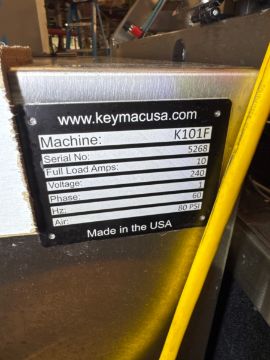 www.keymacusa.com
Machine: K101F
Serial No: 5268
Full Load Amps: 10
Voltage: 240
Phase: 1
Hz: 60
Air: 80 PSI
Made in the USA